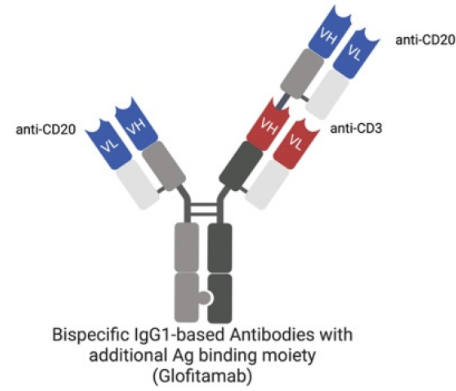 VH
VL
anti-CD20
VH
VL
anti-CD3
anti-CD20
VL
VH
Bispecific IgG1-based Antibodies with
additional Ag binding moiety
(Glofitamab)